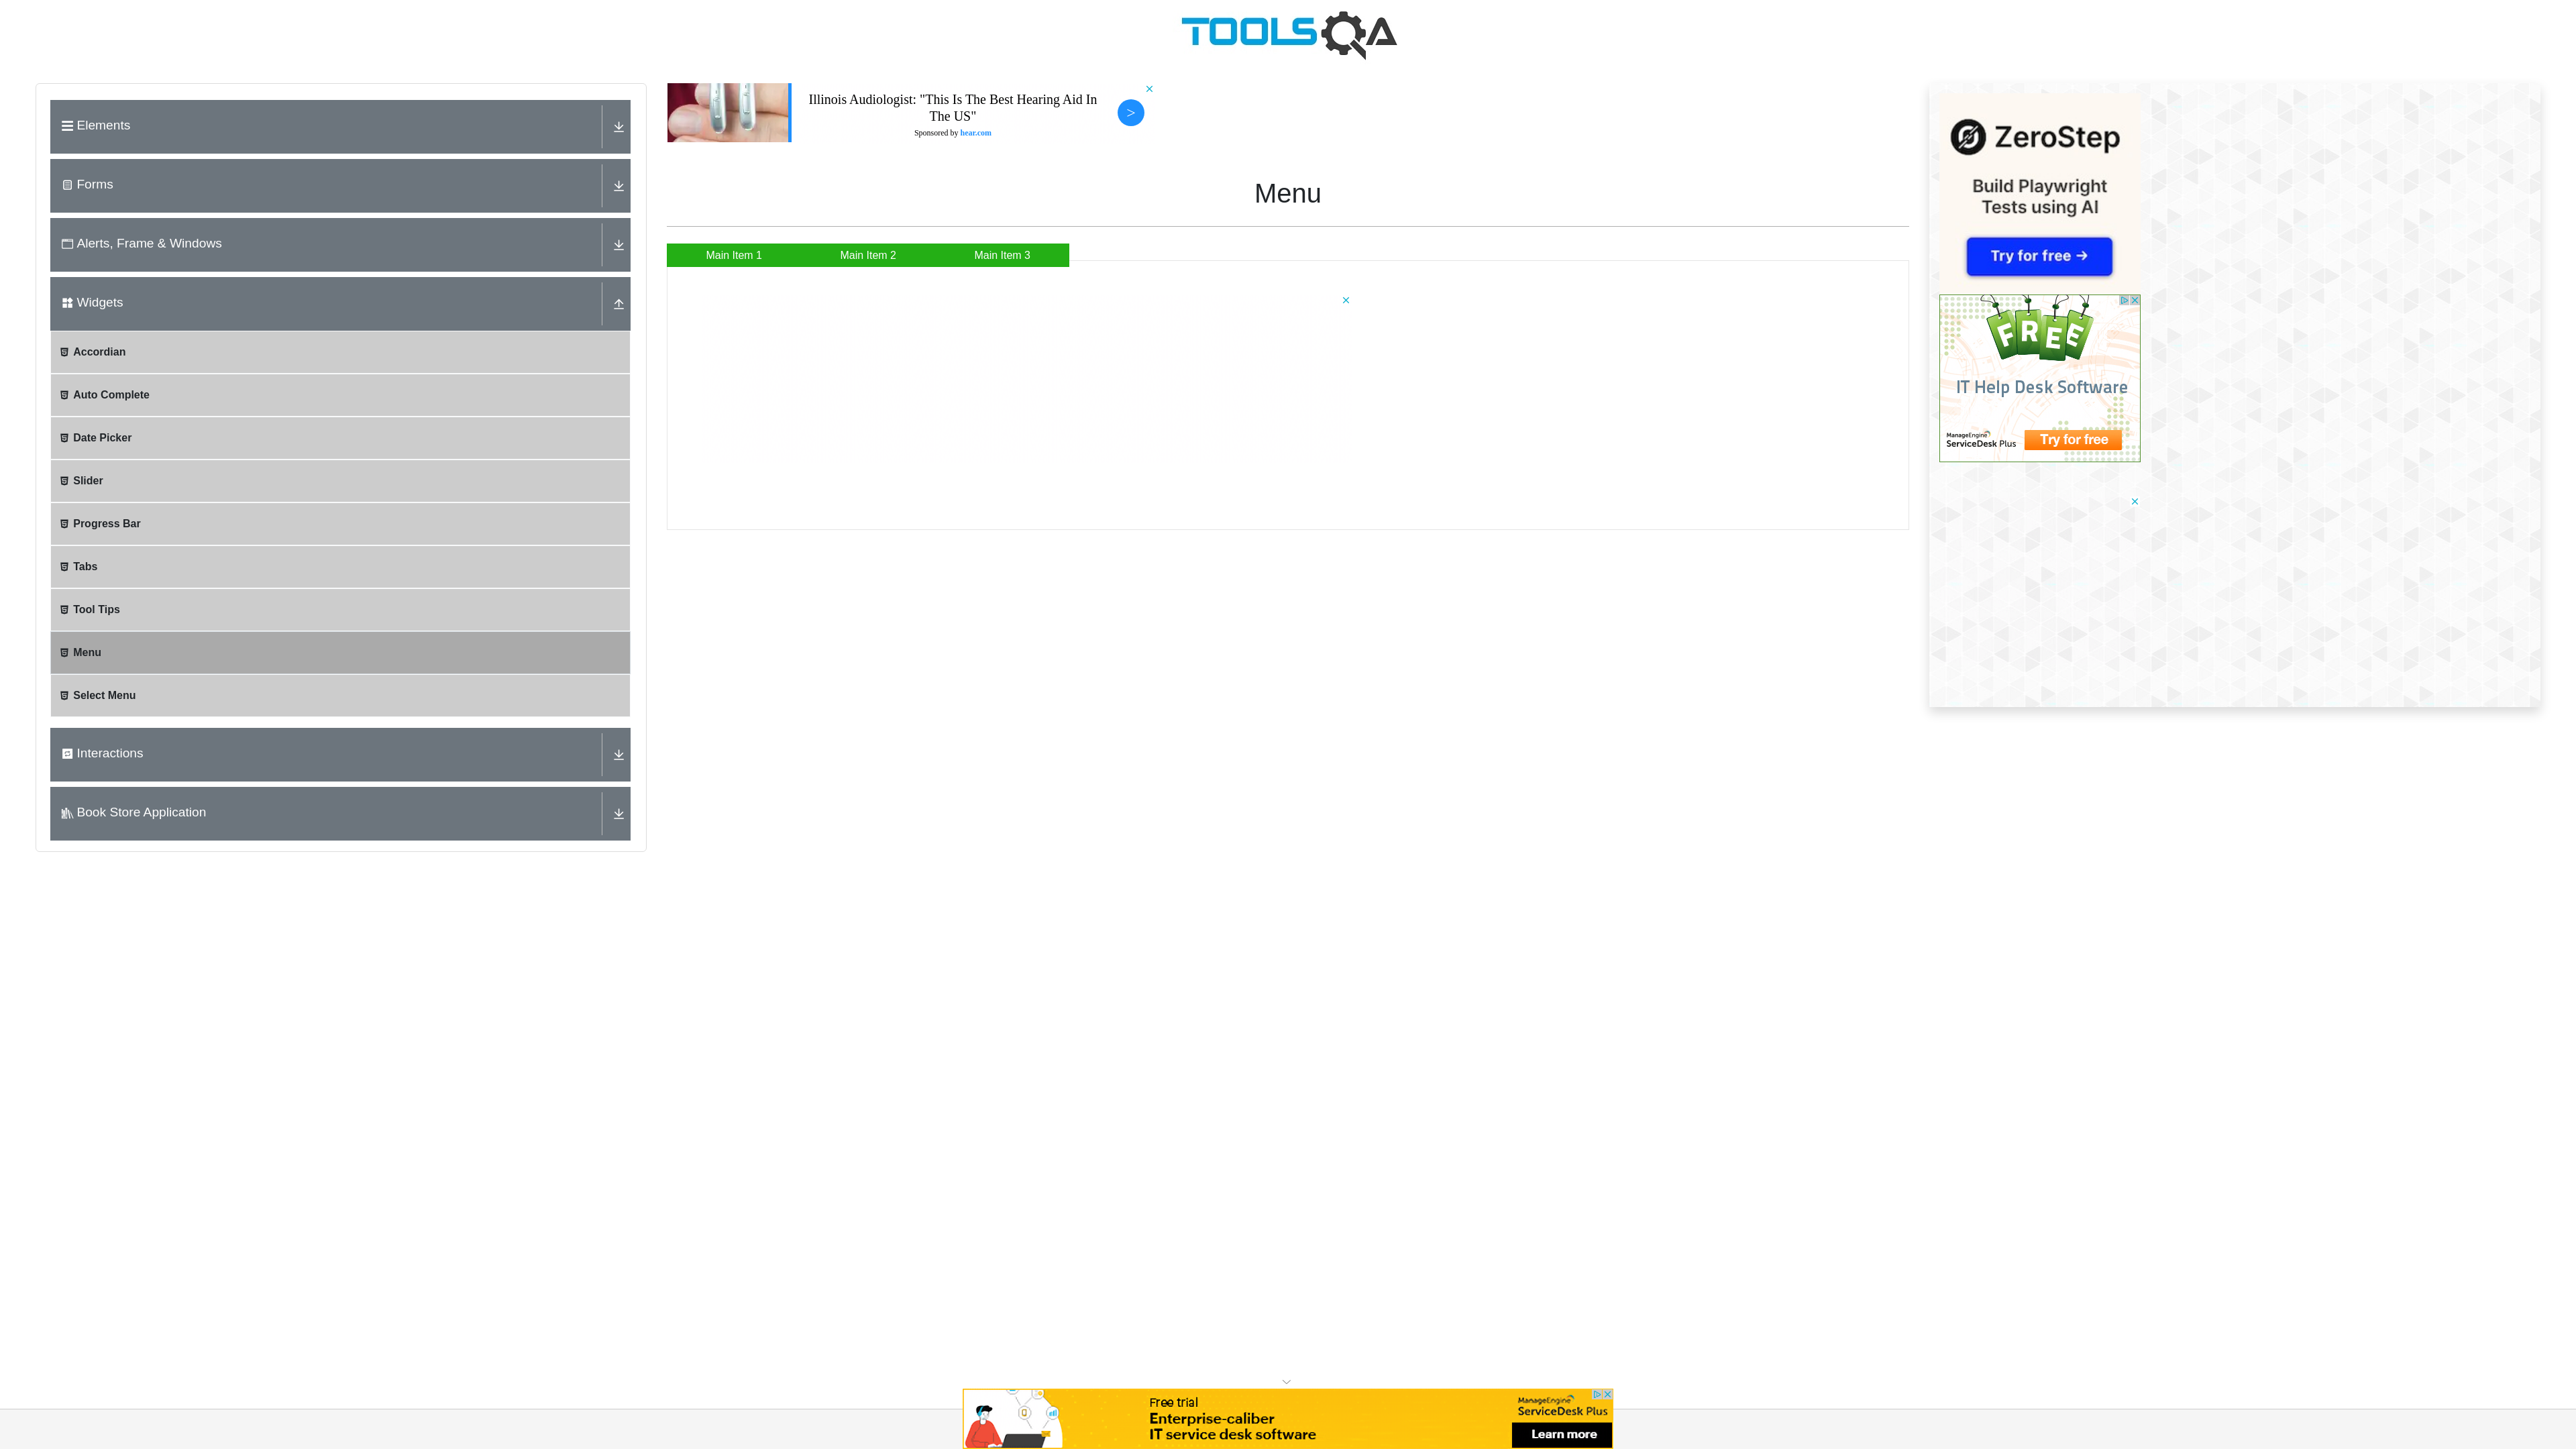 TOOLSQA
Elements
Forms
Alerts, Frame & Windows
Widgets
Accordian
Auto Complete
Date Picker
Slider
Progress Bar
Tabs
Tool Tips
Menu
Select Menu
Interactions
Book Store Application
Illinois Audiologist: "This Is The Best Hearing Aid In
The US"
Sponsored by hear.com
>
Menu
Main Item 1
Main Item 2
Main Item 3
ZeroStep
Build Playwright
Tests using AI
Try for free →
FREE
IT Help Desk Software
ManageEngine
ServiceDesk Plus
Try for free
Free trial
Enterprise-caliber
IT service desk software
ManageEngine
ServiceDesk Plus
Learn more